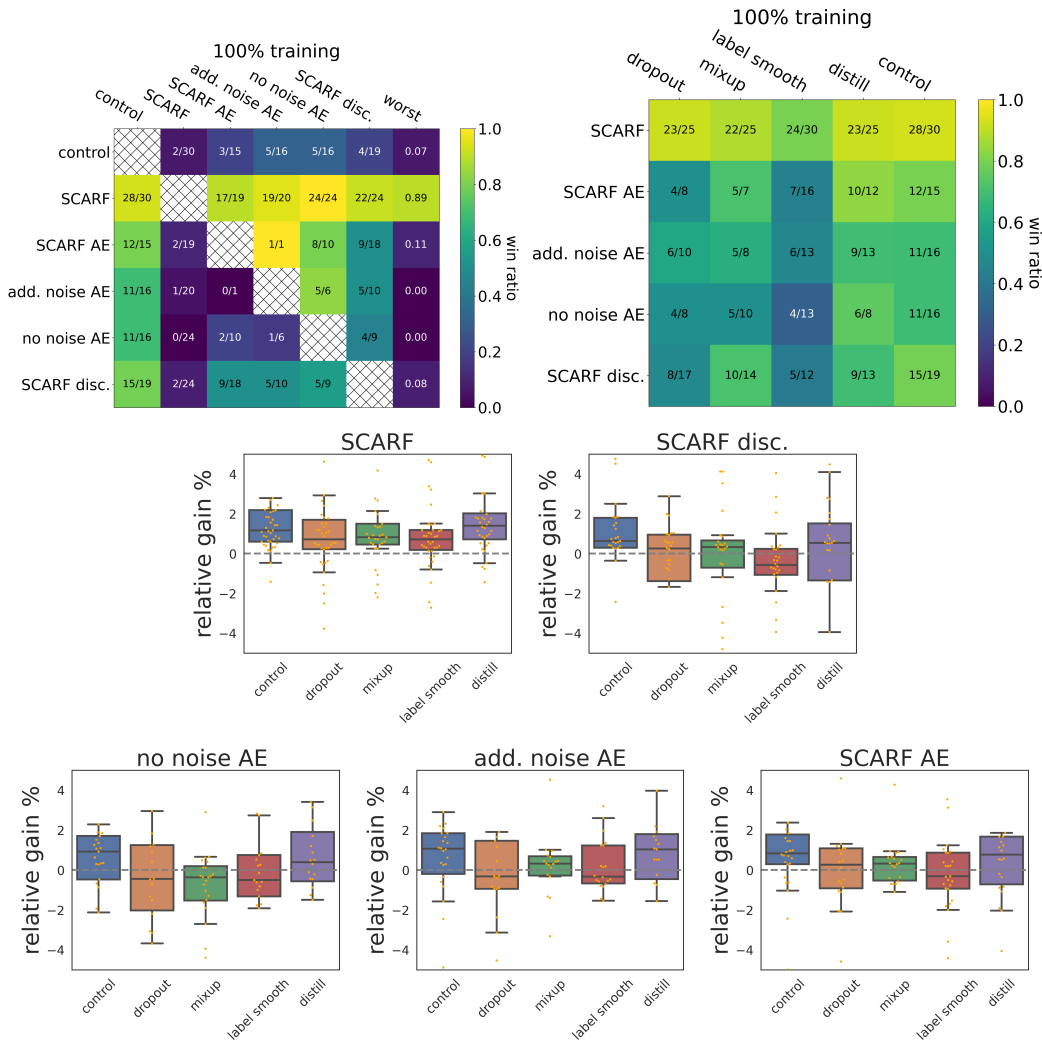 100% training
control SCARF SCARF AE add. noise AE no noise AE SCARF disc. worst
control 2/30 3/15 5/16 5/16 4/19 0.07
SCARF 28/30 17/19 19/20 24/24 22/24 0.89
SCARF AE 12/15 2/19 1/1 8/10 9/18 0.11
add. noise AE 11/16 1/20 0/1 5/6 5/10 0.00
no noise AE 11/16 0/24 2/10 1/6 4/9 0.00
SCARF disc. 15/19 2/24 9/18 5/10 5/9 0.08
1.0
0.8
0.6
0.4
0.2
0.0
win ratio
100% training
dropout mixup label smooth distill control
SCARF 23/25 22/25 24/30 23/25 28/30
SCARF AE 4/8 5/7 7/16 10/12 12/15
add. noise AE 6/10 5/8 6/13 9/13 11/16
no noise AE 4/8 5/10 4/13 6/8 11/16
SCARF disc. 8/17 10/14 5/12 9/13 15/19
1.0
0.8
0.6
0.4
0.2
0.0
win ratio
SCARF
relative gain %
4
2
0
−2
−4
control dropout mixup label smooth distill
SCARF disc.
relative gain %
4
2
0
−2
−4
control dropout mixup label smooth distill
no noise AE
relative gain %
4
2
0
−2
−4
control dropout mixup label smooth distill
add. noise AE
relative gain %
4
2
0
−2
−4
control dropout mixup label smooth distill
SCARF AE
relative gain %
4
2
0
−2
−4
control dropout mixup label smooth distill